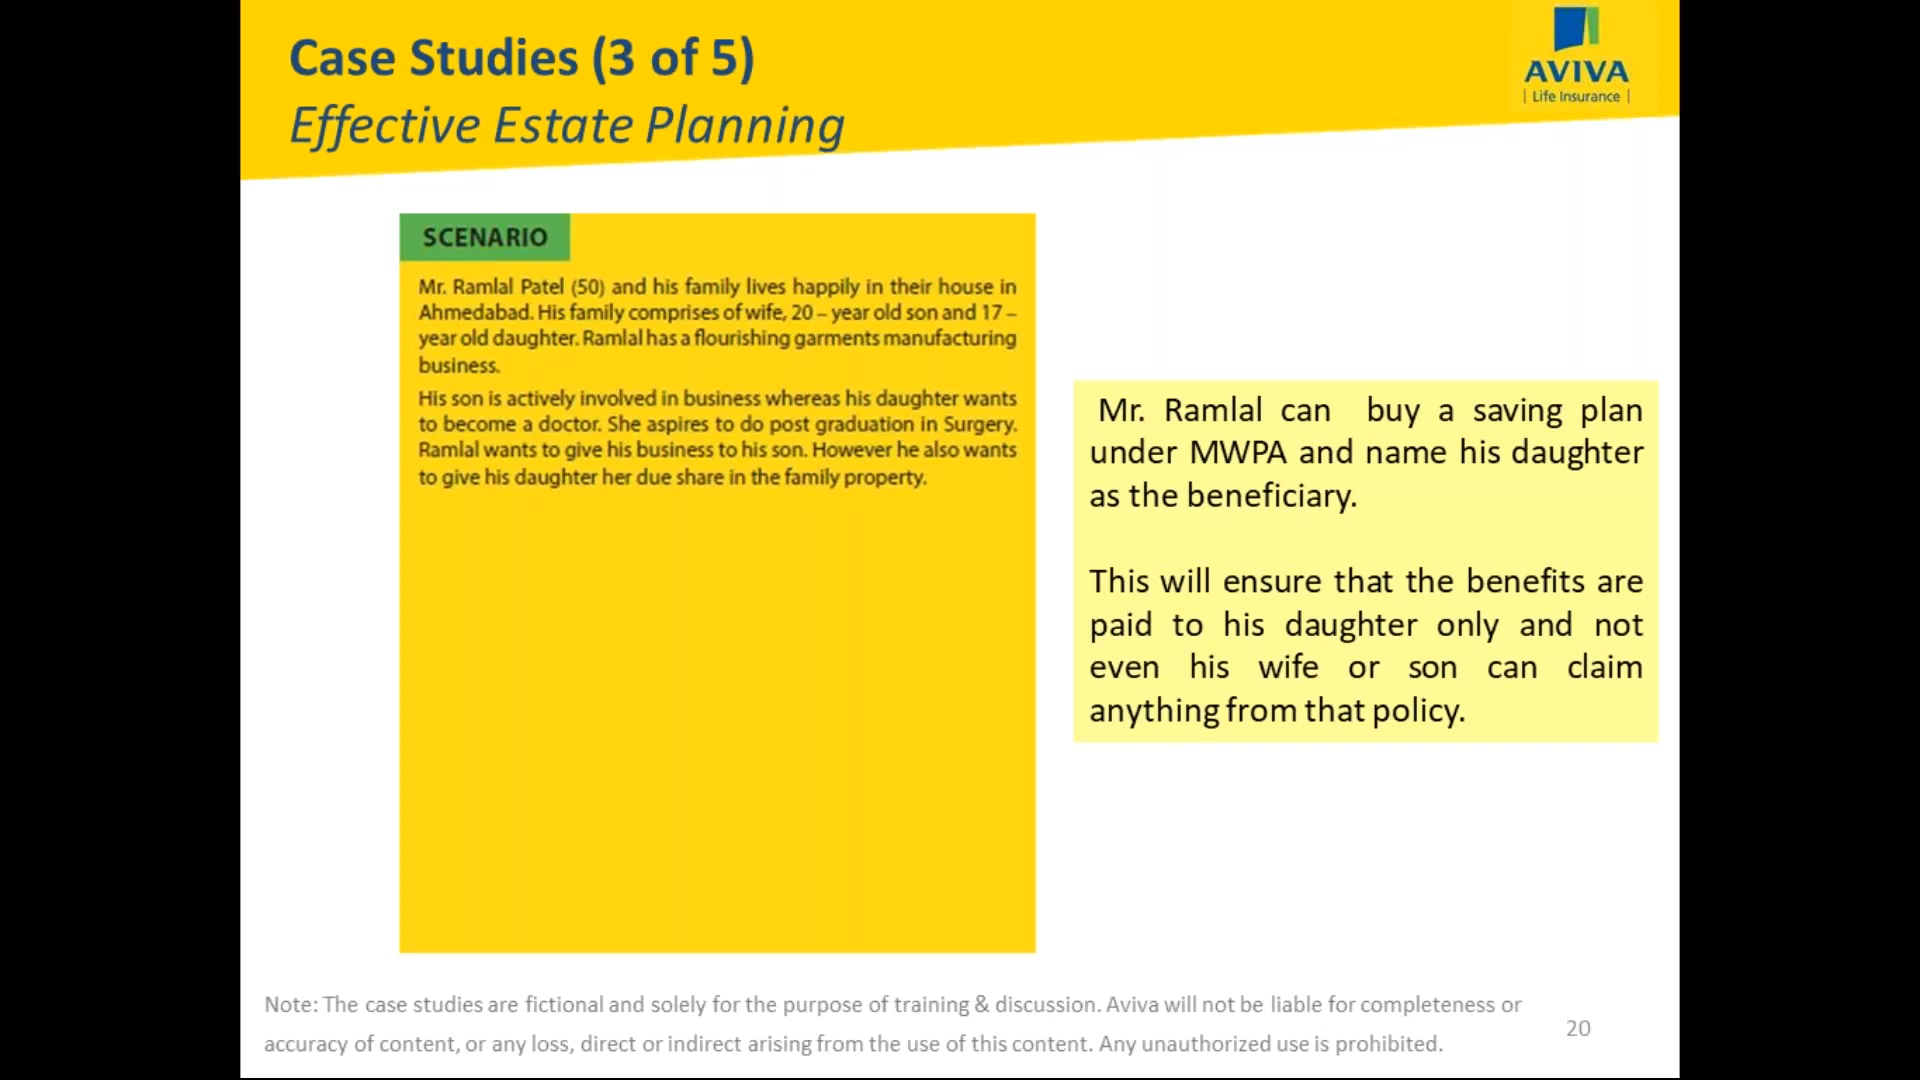 Case Studies (3 of 5)
Effective Estate Planning
AVIVA
| Life Insurance |
SCENARIO
Mr. Ramlal Patel (50) and his family lives happily in their house in
Ahmedabad. His family comprises of wife, 20 – year old son and 17 –
year old daughter. Ramlal has a flourishing garments manufacturing
business.
His son is actively involved in business whereas his daughter wants
to become a doctor. She aspires to do post graduation in Surgery.
Ramlal wants to give his business to his son. However he also wants
to give his daughter her due share in the family property.
Mr. Ramlal can buy a saving plan
under MWPA and name his daughter
as the beneficiary.
This will ensure that the benefits are
paid to his daughter only and not
even his wife or son can claim
anything from that policy.
Note: The case studies are fictional and solely for the purpose of training & discussion. Aviva will not be liable for completeness or
accuracy of content, or any loss, direct or indirect arising from the use of this content. Any unauthorized use is prohibited.
20